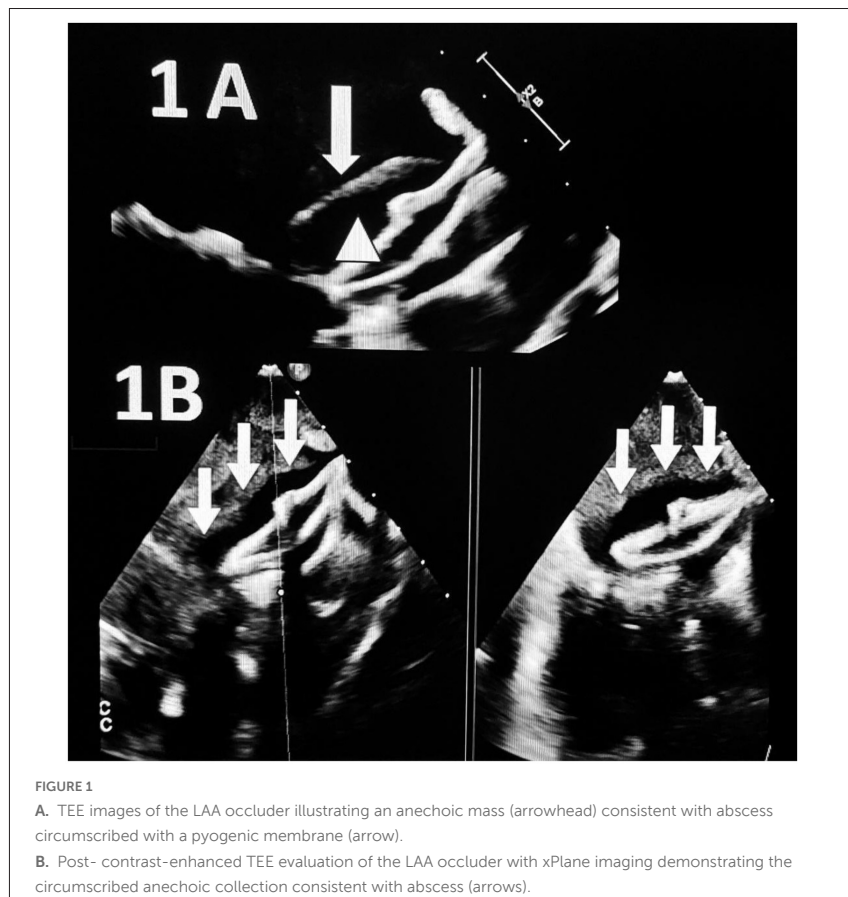 1 A
1X2
B
1B
P
C
C
FIGURE 1
A. TEE images of the LAA occluder illustrating an anechoic mass (arrowhead) consistent with abscess
circumscribed with a pyogenic membrane (arrow).
B. Post- contrast-enhanced TEE evaluation of the LAA occluder with xPlane imaging demonstrating the
circumscribed anechoic collection consistent with abscess (arrows).